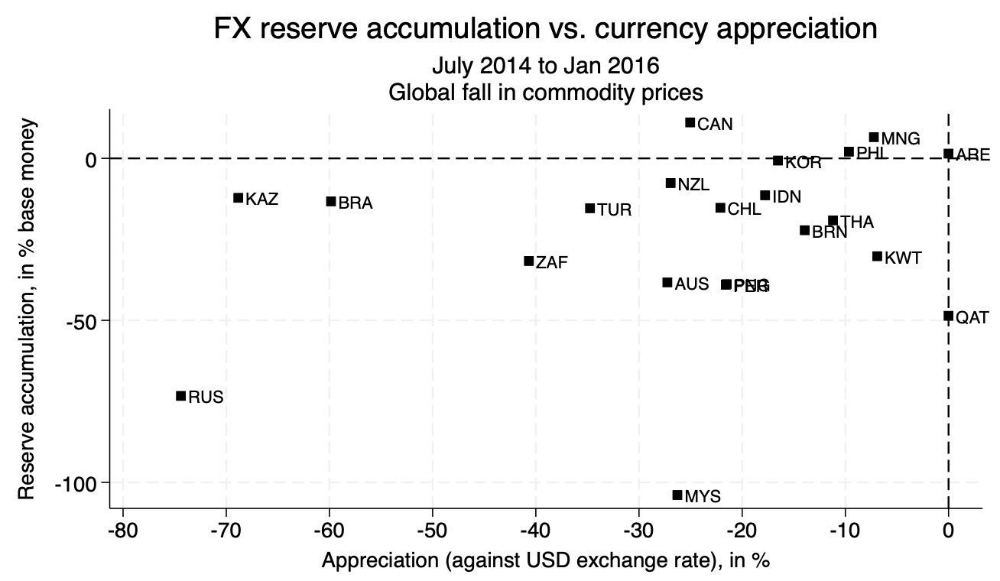 FX reserve accumulation vs. currency appreciation
July 2014 to Jan 2016
Global fall in commodity prices
Reserve accumulation, in % base money
0
-50
-100
CAN
MNG
PHL
ARE
KOR
NZL
IDN
KAZ
BRA
TUR
CHL
THA
BRN
KWT
ZAF
AUS
QAT
RUS
MYS
-80 -70 -60 -50 -40 -30 -20 -10 0
Appreciation (against USD exchange rate), in %